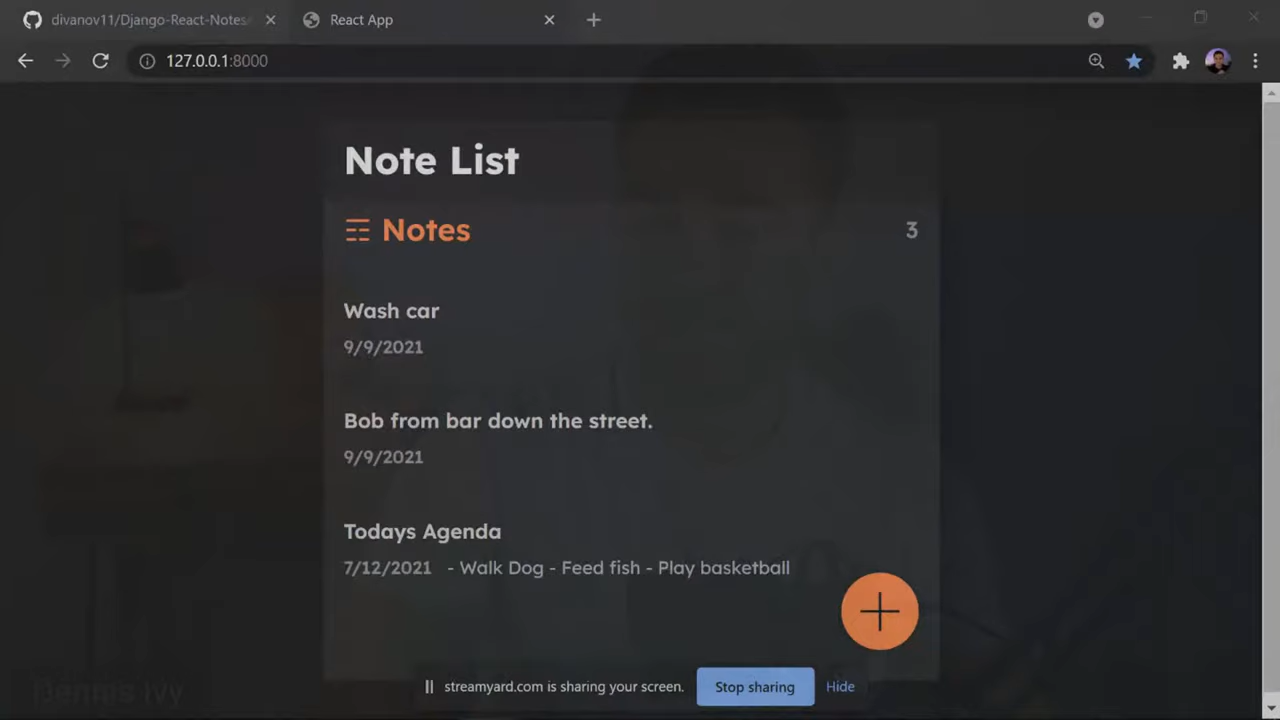 divanov11/Django-React-Notes
React App
127.0.0.1:8000
Note List
Notes
3
Wash car
9/9/2021
Bob from bar down the street.
9/9/2021
Todays Agenda
7/12/2021 - Walk Dog - Feed fish - Play basketball
streamyard.com is sharing your screen.
Stop sharing
Hide
Dennis Ivy